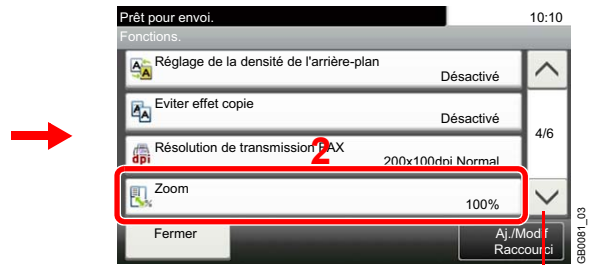 Prêt pour envoi. 10:10
Fonctions.
Réglage de la densité de l'arrière-plan
Désactivé
Eviter effet copie
Désactivé
4/6
dpi Résolution de transmission FAX
200x100dpi Normal
2
Zoom
100%
Fermer
Aj./Modif
Raccourci
GB0081_03